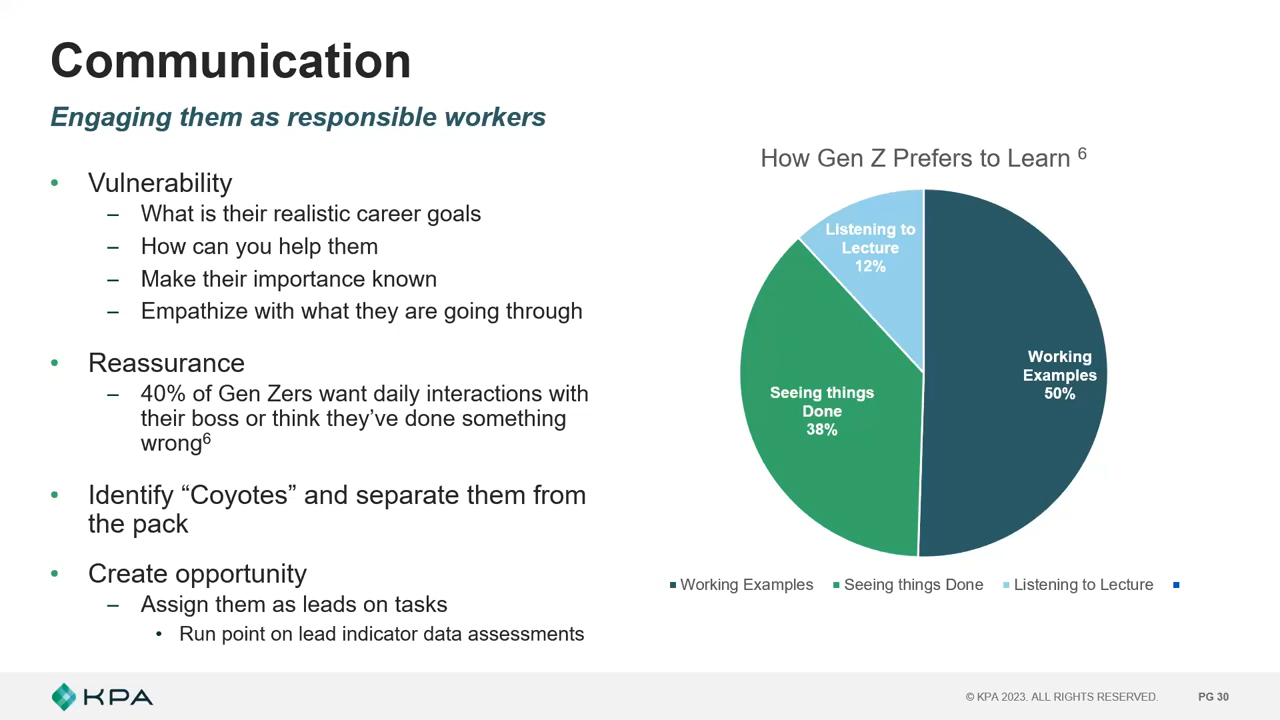 Communication
Engaging them as responsible workers
• Vulnerability
– What is their realistic career goals
– How can you help them
– Make their importance known
– Empathize with what they are going through
• Reassurance
– 40% of Gen Zers want daily interactions with
their boss or think they’ve done something
wrong⁶
• Identify “Coyotes” and separate them from
the pack
• Create opportunity
– Assign them as leads on tasks
• Run point on lead indicator data assessments
How Gen Z Prefers to Learn ⁶
Listening to
Lecture
12%
Working
Examples
50%
Seeing things
Done
38%
Working Examples Seeing things Done Listening to Lecture
KPA
© KPA 2023. ALL RIGHTS RESERVED. PG 30